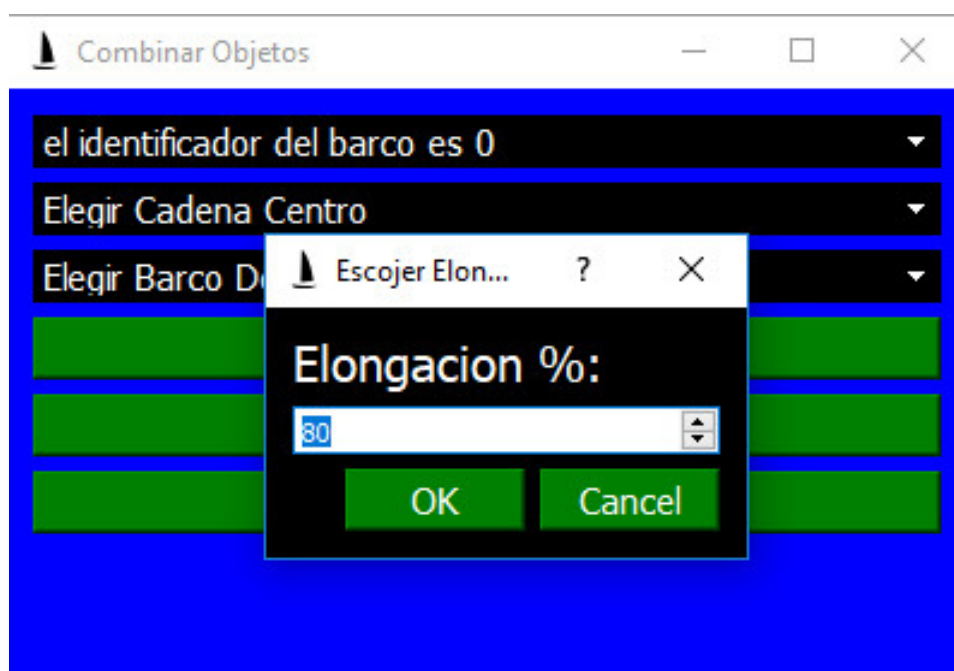 Combinar Objetos
el identificador del barco es 0
Elegir Cadena Centro
Elegir Barco De
Escojer Elon... ?
Elongacion %:
80
OK Cancel